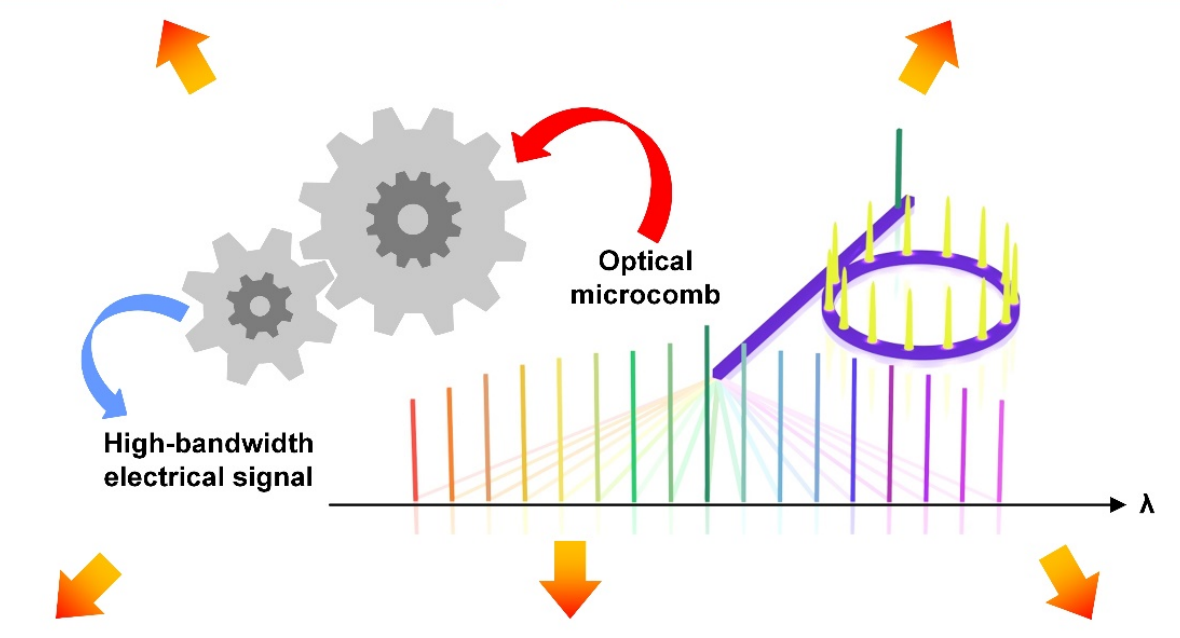 Optical
microcomb
High-bandwidth
electrical signal
λ